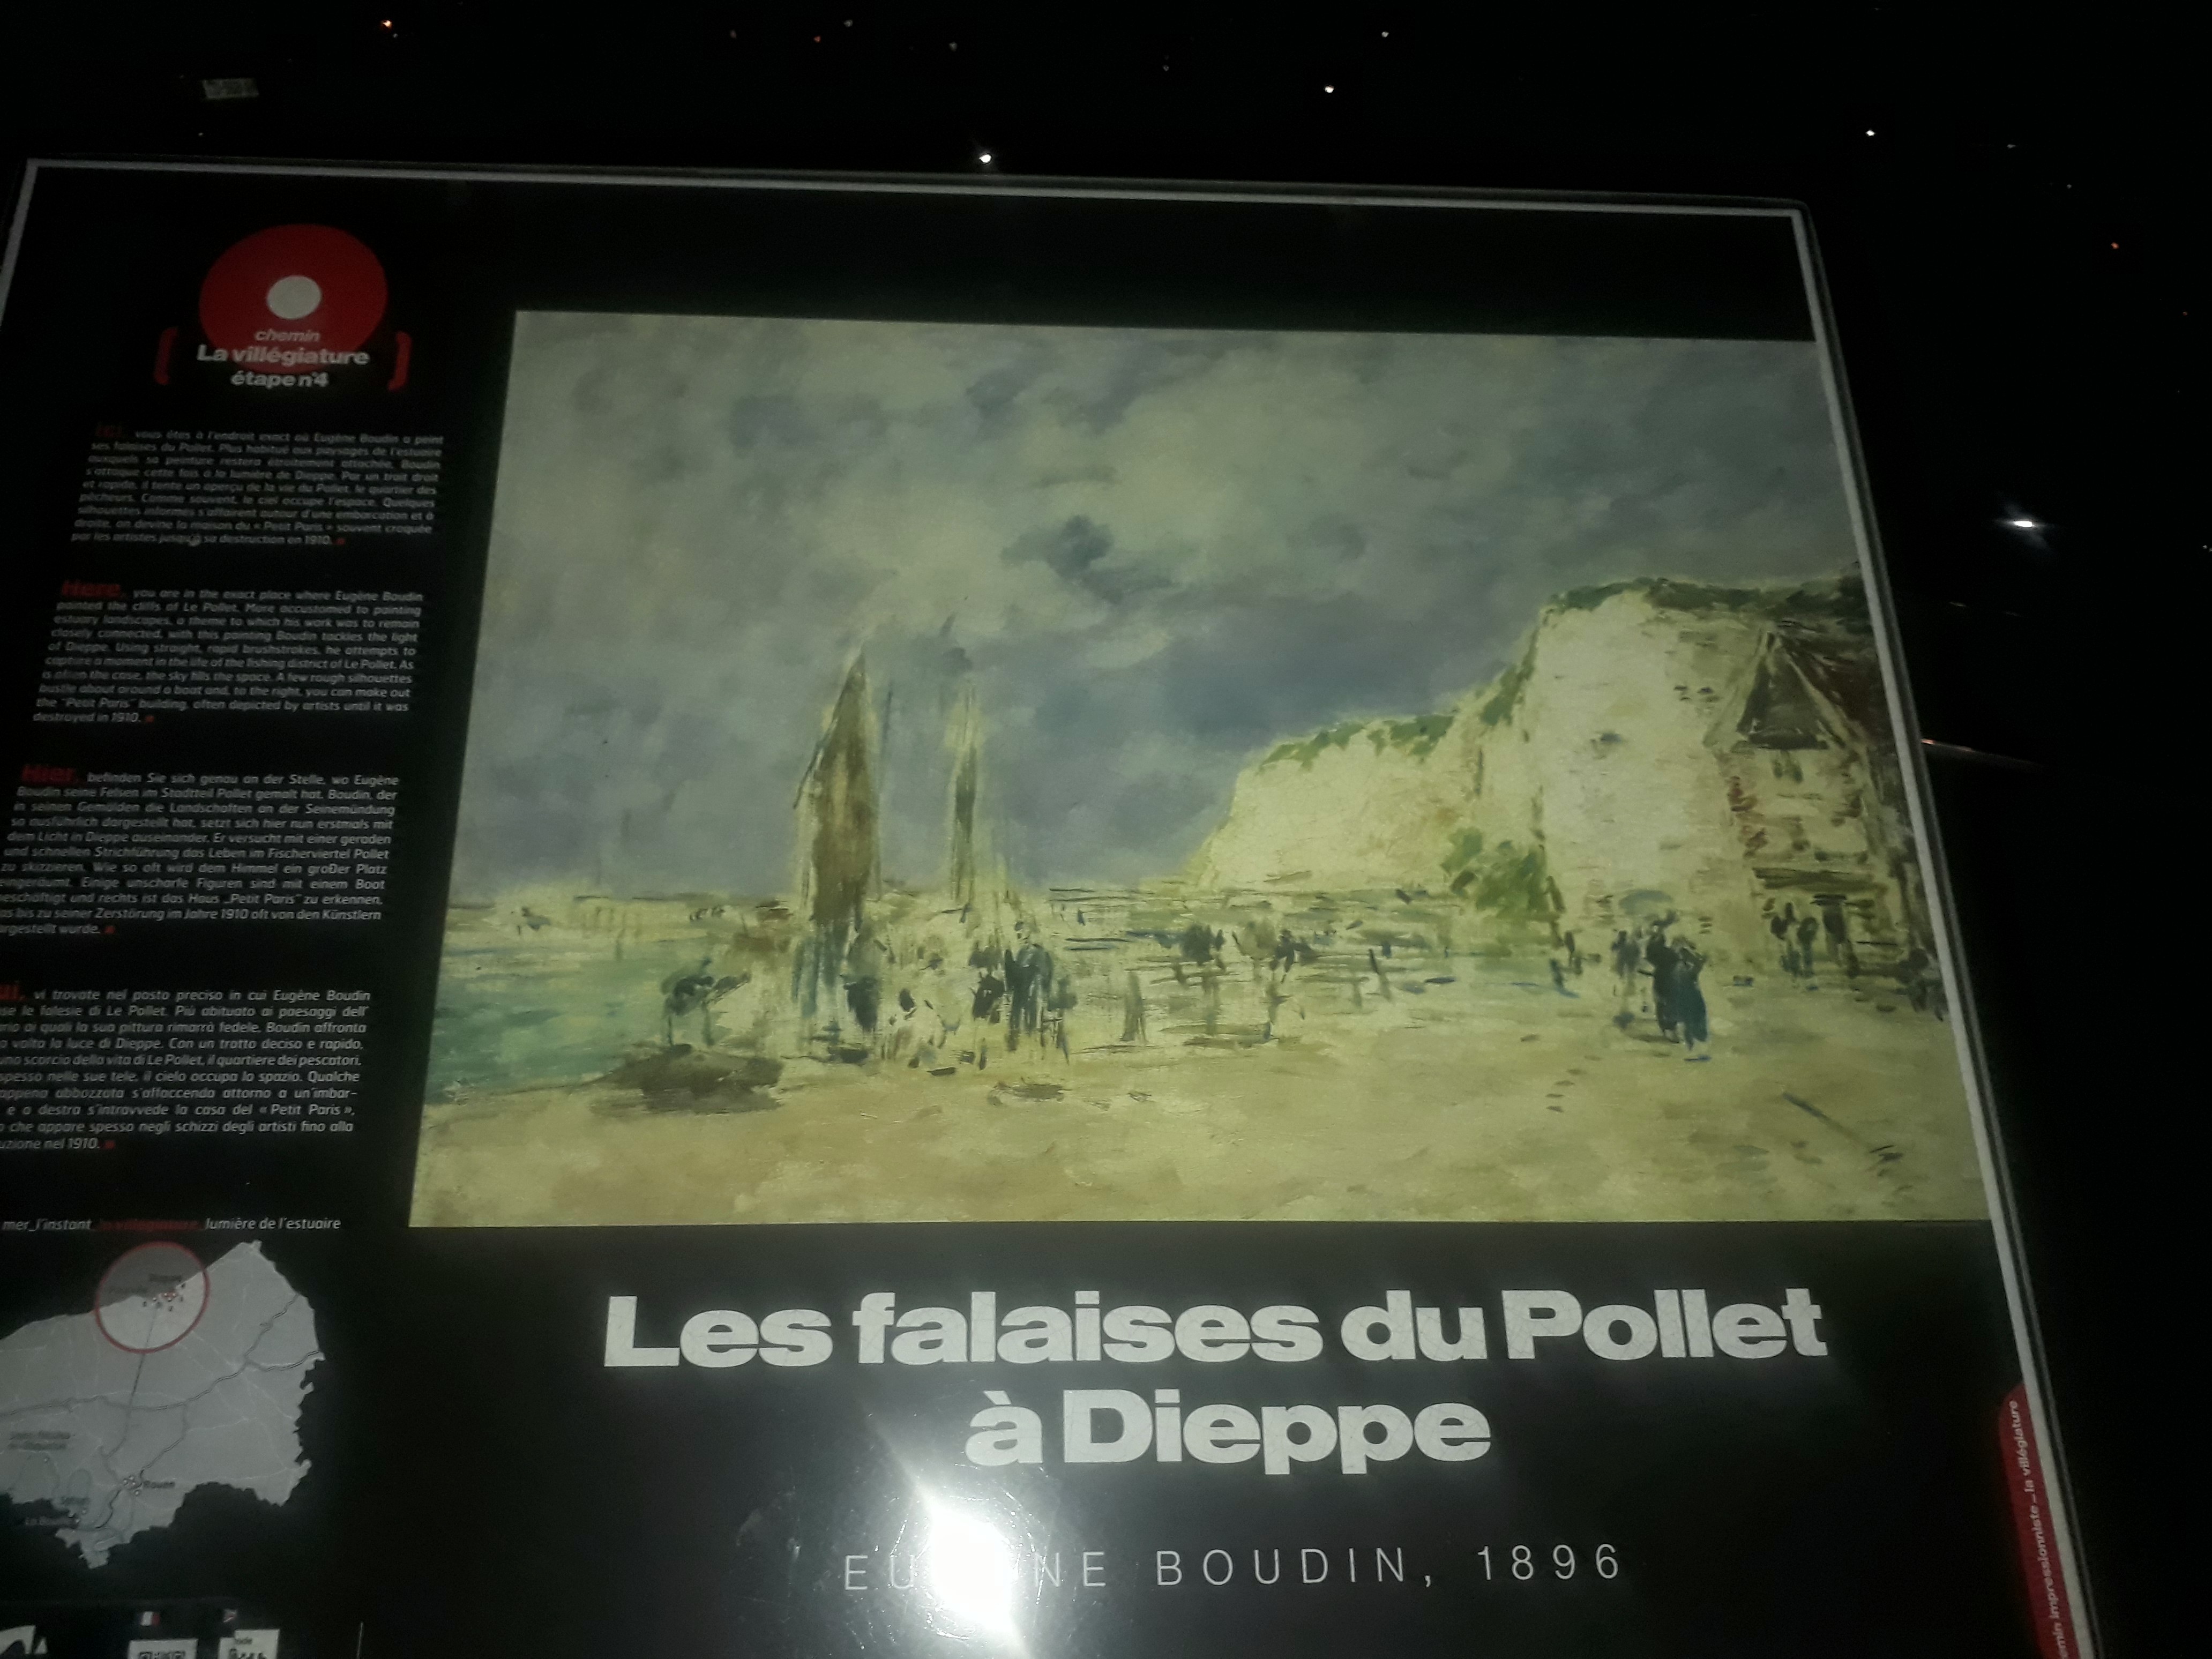 chemin
La villégiature
étape n°4
Ici, vous êtes à l'endroit exact où Eugène Boudin a peint
ses falaises du Pollet. Plus habitué aux paysages de l'estuaire
auxquels sa peinture restera étroitement attachée, Boudin
s'attaque cette fois à la lumière de Dieppe. Par un trait droit
et rapide, il tente un aperçu de la vie du Pollet, le quartier des
pêcheurs. Comme souvent, le ciel occupe l'espace. Quelques
silhouettes informes s'affairent autour d'une embarcation et à
droite, on devine la maison du « Petit Paris » souvent croquée
par les artistes jusqu'à sa destruction en 1910.
Here, you are in the exact place where Eugène Boudin
painted the cliffs of Le Pollet. More accustomed to painting
estuary landscapes, a theme to which his work was to remain
closely connected, with this painting Boudin tackles the light
of Dieppe. Using straight, rapid brushstrokes, he attempts to
capture a moment in the life of the fishing district of Le Pollet. As
is often the case, the sky fills the space. A few rough silhouettes
bustle about around a boat and, to the right, you can make out
the "Petit Paris" building, often depicted by artists until it was
destroyed in 1910.
Hier, befinden Sie sich genau an der Stelle, wo Eugène
Boudin seine Felsen im Stadtteil Pollet gemalt hat. Boudin, der
in seinen Gemälden die Landschaften an der Seinemündung
so ausführlich dargestellt hat, setzt sich hier nun erstmals mit
dem Licht in Dieppe auseinander. Er versucht mit einer geraden
und schnellen Strichführung das Leben im Fischerviertel Pollet
zu skizzieren. Wie so oft wird dem Himmel ein groDer Platz
eingeräumt. Einige unscharfe Figuren sind mit einem Boot
eschäftigt und rechts ist das Haus „Petit Paris" zu erkennen,
as bis zu seiner Zerstörung im Jahre 1910 oft von den Künstlern
rgestellt wurde.
ui, vi trovate nel posto preciso in cui Eugène Boudin
se le falesie di Le Pollet. Più abituato ai paesaggi dell'
rio ai quali la sua pittura rimarrà fedele, Boudin affronta
a volta la luce di Dieppe. Con un tratto deciso e rapido,
uno scorcio della vita di Le Pollet, il quartiere dei pescatori.
spesso nelle sue tele, il cielo occupa lo spazio. Qualche
appena abbozzata s'affaccenda attorno a un'imbar-
e a destra s'intravvede la casa del « Petit Paris »,
o che appare spesso negli schizzi degli artisti fino alla
uzione nel 1910.
mer_l'instant_la villégiature_lumière de l'estuaire
Dieppe
Rouen
La Bouille
Les falaises du Pollet
à Dieppe
EU NE BOUDIN, 1896
emin impressionniste_la villégiature